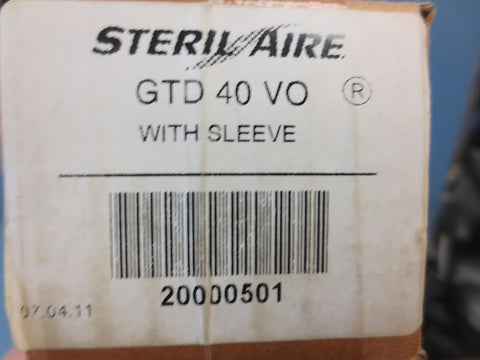 STERIL-AIRE
GTD 40 VO ®
WITH SLEEVE
20000501
07.04.11